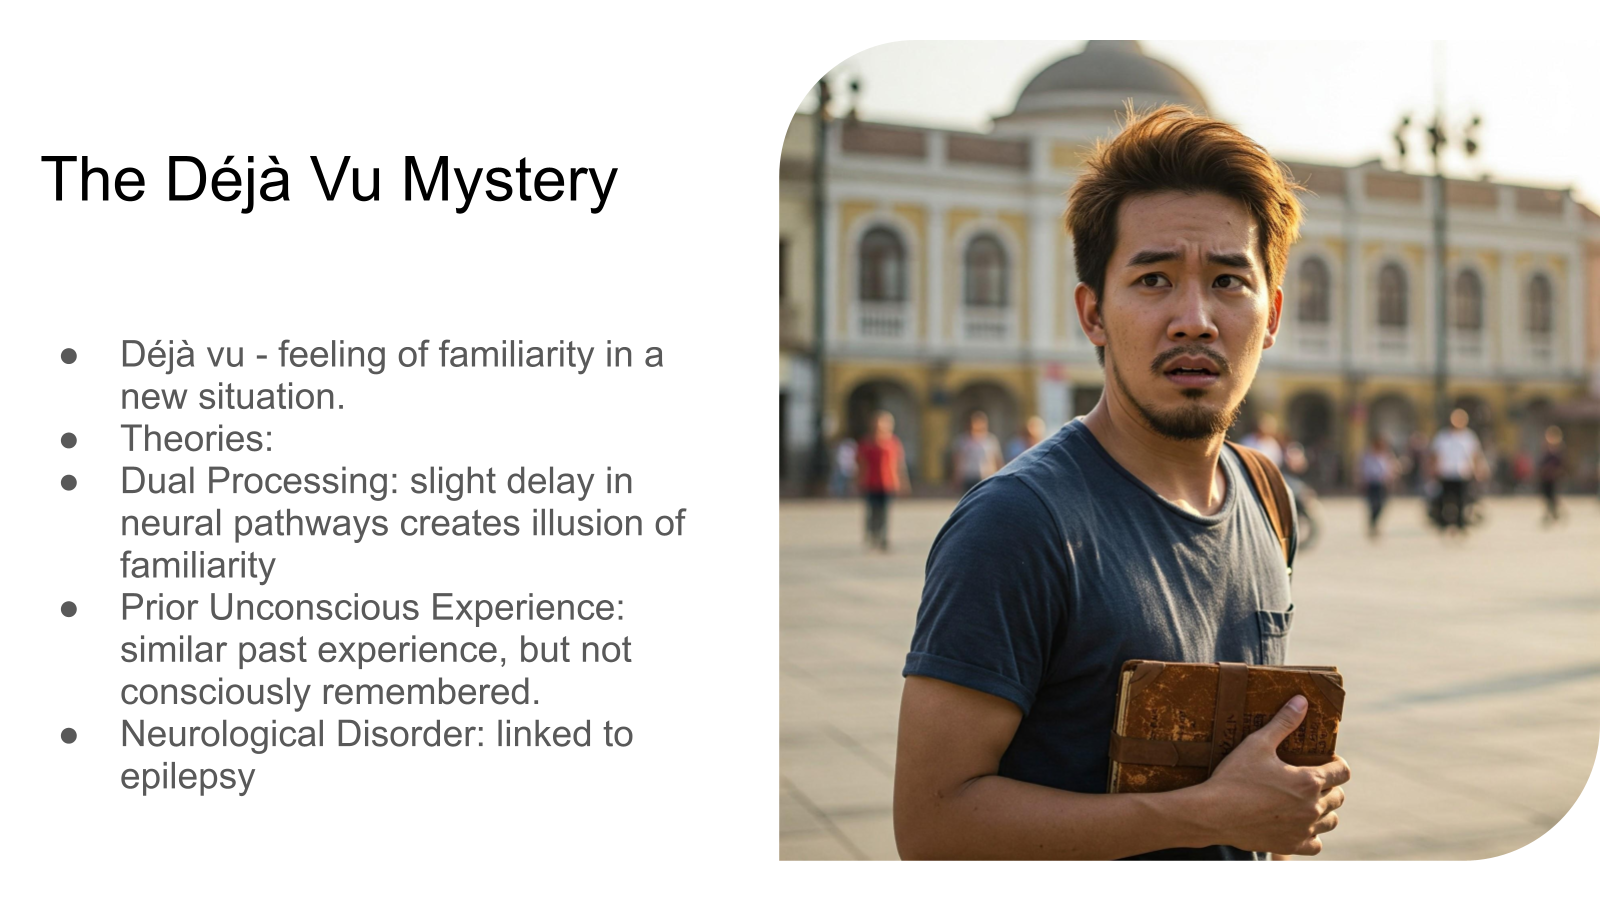 The Déjà Vu Mystery
● Déjà vu - feeling of familiarity in a
new situation.
● Theories:
● Dual Processing: slight delay in
neural pathways creates illusion of
familiarity
● Prior Unconscious Experience:
similar past experience, but not
consciously remembered.
● Neurological Disorder: linked to
epilepsy